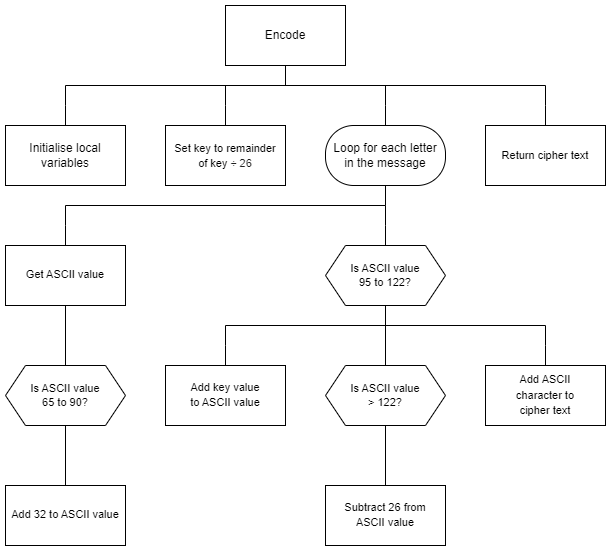 Encode
Initialise local
variables
Set key to remainder
of key ÷ 26
Loop for each letter
in the message
Return cipher text
Get ASCII value
Is ASCII value
95 to 122?
Is ASCII value
65 to 90?
Add key value
to ASCII value
Is ASCII value
> 122?
Add ASCII
character to
cipher text
Add 32 to ASCII value
Subtract 26 from
ASCII value